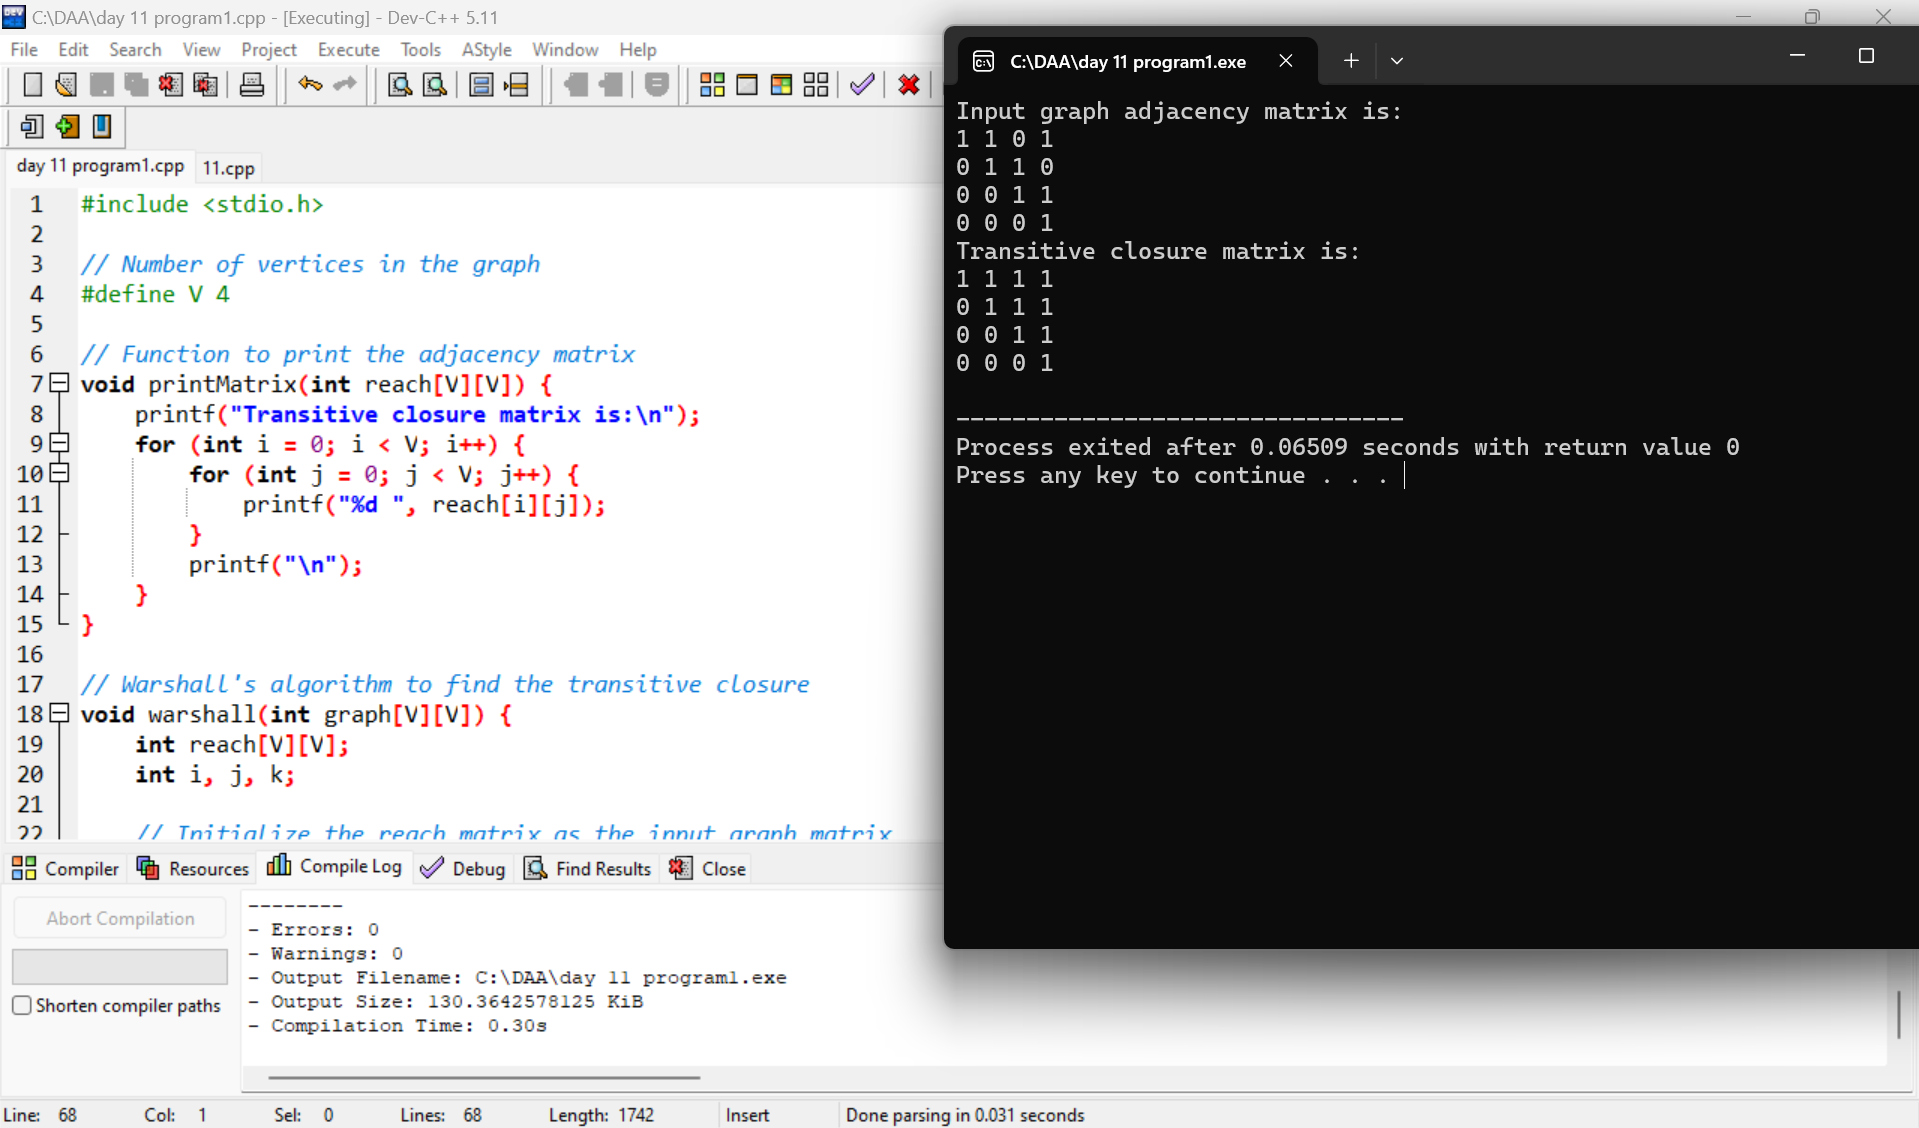 C:\DAA\day 11 program1.cpp - [Executing] - Dev-C++ 5.11
File Edit Search View Project Execute Tools AStyle Window Help
day 11 program1.cpp 11.cpp
1 #include <stdio.h>
2
3 // Number of vertices in the graph
4 #define V 4
5
6 // Function to print the adjacency matrix
7 void printMatrix(int reach[V][V]) {
8 printf("Transitive closure matrix is:\n");
9 for (int i = 0; i < V; i++) {
10 for (int j = 0; j < V; j++) {
11 printf("%d ", reach[i][j]);
12 }
13 printf("\n");
14 }
15 }
16
17 // Warshall's algorithm to find the transitive closure
18 void warshall(int graph[V][V]) {
19 int reach[V][V];
20 int i, j, k;
21
22 // Initialize the reach matrix as the input graph matrix
C:\DAA\day 11 program1.exe
Input graph adjacency matrix is:
1 1 0 1
0 1 1 0
0 0 1 1
0 0 0 1
Transitive closure matrix is:
1 1 1 1
0 1 1 1
0 0 1 1
0 0 0 1
--------------------------------
Process exited after 0.06509 seconds with return value 0
Press any key to continue . . .
Compiler Resources Compile Log Debug Find Results Close
Abort Compilation
Shorten compiler paths
--------
- Errors: 0
- Warnings: 0
- Output Filename: C:\DAA\day 11 program1.exe
- Output Size: 130.3642578125 KiB
- Compilation Time: 0.30s
Line: 68 Col: 1 Sel: 0 Lines: 68 Length: 1742 Insert Done parsing in 0.031 seconds